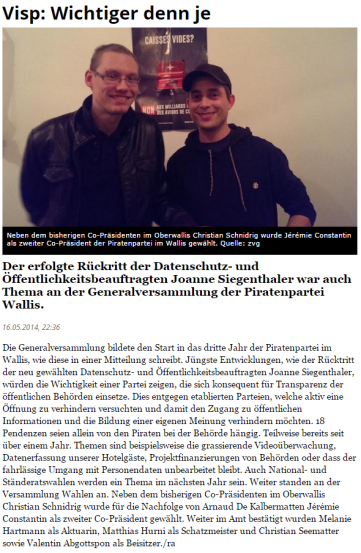 Visp: Wichtiger denn je
CAISSES VIDES?
NON AUX MILLIARDS
DES AVIONS DE
Neben dem bisherigen Co-Präsidenten im Oberwallis Christian Schnidrig wurde Jérémie Constantin
als zweiter Co-Präsident der Piratenpartei im Wallis gewählt. Quelle: zvg
Der erfolgte Rückritt der Datenschutz- und
Öffentlichkeitsbeauftragten Joanne Siegenthaler war auch
Thema an der Generalversammlung der Piratenpartei
Wallis.
16.05.2014, 22:36
Die Generalversammlung bildete den Start in das dritte Jahr der Piratenpartei im
Wallis, wie diese in einer Mitteilung schreibt. Jüngste Entwicklungen, wie der Rücktritt
der neu gewählten Datenschutz- und Öffentlichkeitsbeauftragten Joanne Siegenthaler,
würden die Wichtigkeit einer Partei zeigen, die sich konsequent für Transparenz der
öffentlichen Behörden einsetze. Dies entgegen etablierten Parteien, welche aktiv eine
Öffnung zu verhindern versuchten und damit den Zugang zu öffentlichen
Informationen und die Bildung einer eigenen Meinung verhindern möchten. 18
Pendenzen seien allein von den Piraten bei der Behörde hängig. Teilweise bereits seit
über einem Jahr. Themen sind beispielsweise die grassierende Videoüberwachung,
Datenerfassung unserer Hotelgäste, Projektfinanzierungen von Behörden oder dass der
fahrlässige Umgang mit Personendaten unbearbeitet bleibt. Auch National- und
Ständeratswahlen werden ein Thema im nächsten Jahr sein. Weiter standen an der
Versammlung Wahlen an. Neben dem bisherigen Co-Präsidenten im Oberwallis
Christian Schnidrig wurde für die Nachfolge von Arnaud De Kalbermatten Jérémie
Constantin als zweiter Co-Präsident gewählt. Weiter im Amt bestätigt wurden Melanie
Hartmann als Aktuarin, Matthias Hurni als Schatzmeister und Christian Seematter
sowie Valentin Abgottspon als Beisitzer./ra